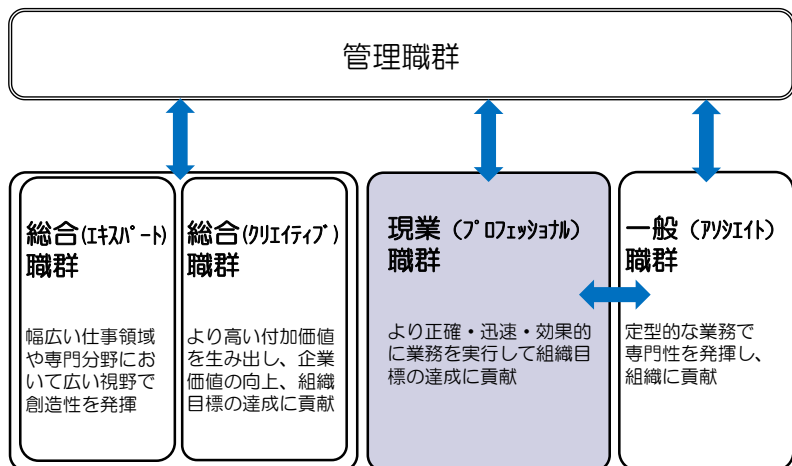 管理職群
総合(ｴｷｽﾊﾟｰﾄ)
職群
幅広い仕事領域
や専門分野にお
いて広い視野で
創造性を発揮
総合(ｸﾘｴｲﾃｨﾌﾞ)
職群
より高い付加価値
を生み出し、企業
価値の向上、組織
目標の達成に貢献
現業（ﾌﾟﾛﾌｪｯｼｮﾅﾙ）
職群
より正確・迅速・効果的
に業務を実行して組織目
標の達成に貢献
一般（ｱｿｼｴｲﾄ）
職群
定型的な業務で
専門性を発揮し、
組織に貢献